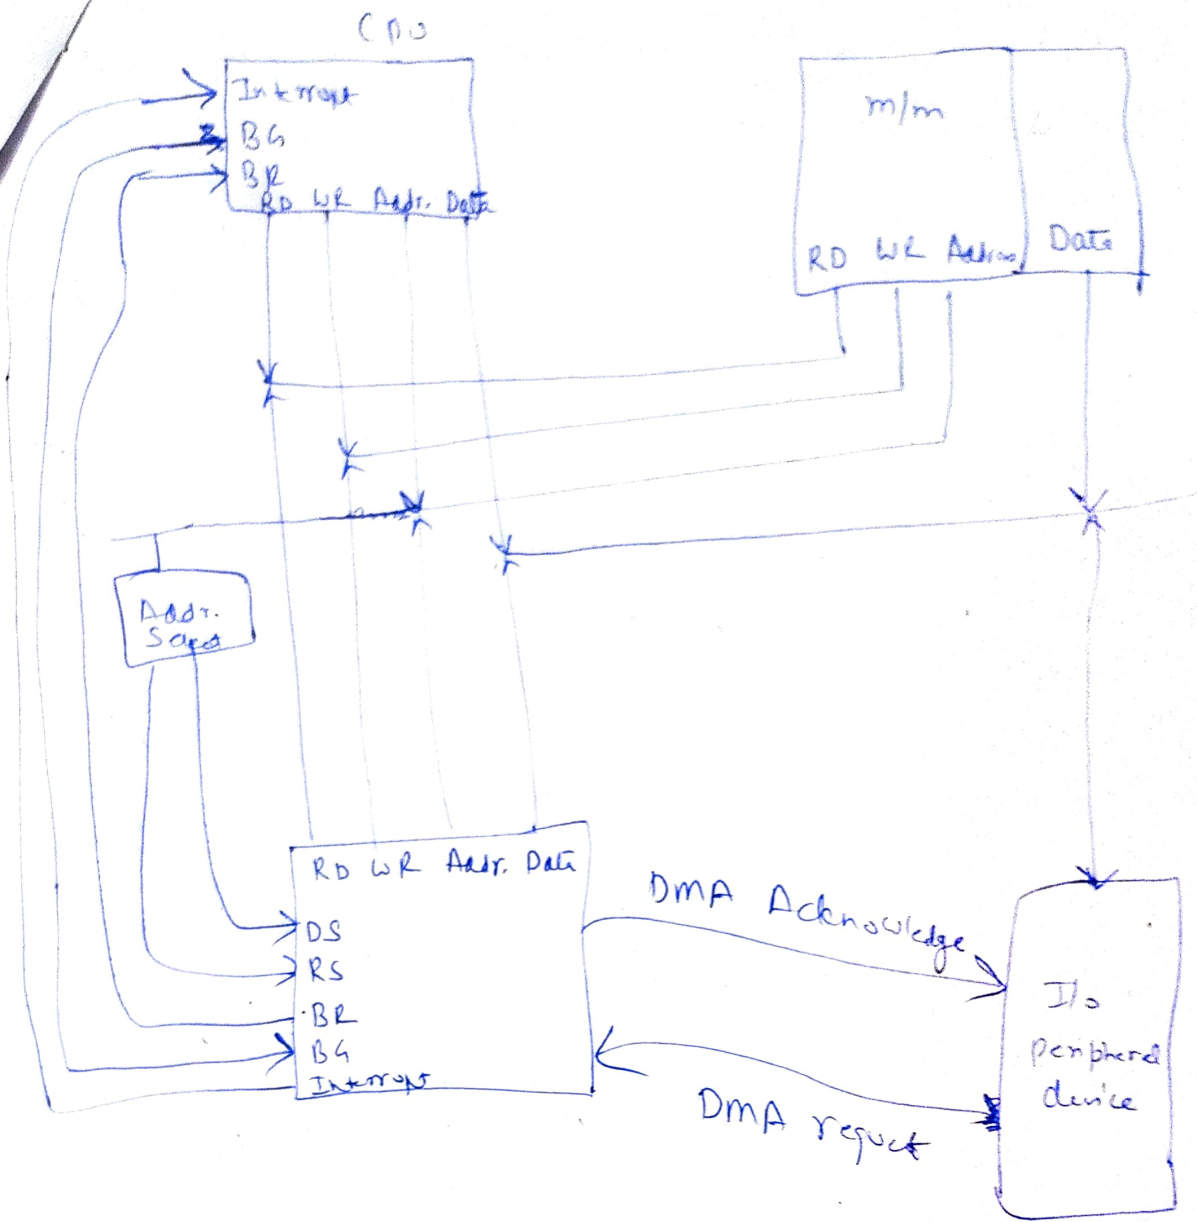 CPU
Interrupt
BG
BR
RD WR Addr. Data
m/m
RD WR Address Data
Addr.
RD WR Addr. Data
DS
RS
BR
BG
Interrupt
DMA Acknowledge
DMA request
I/o
peripheral
device